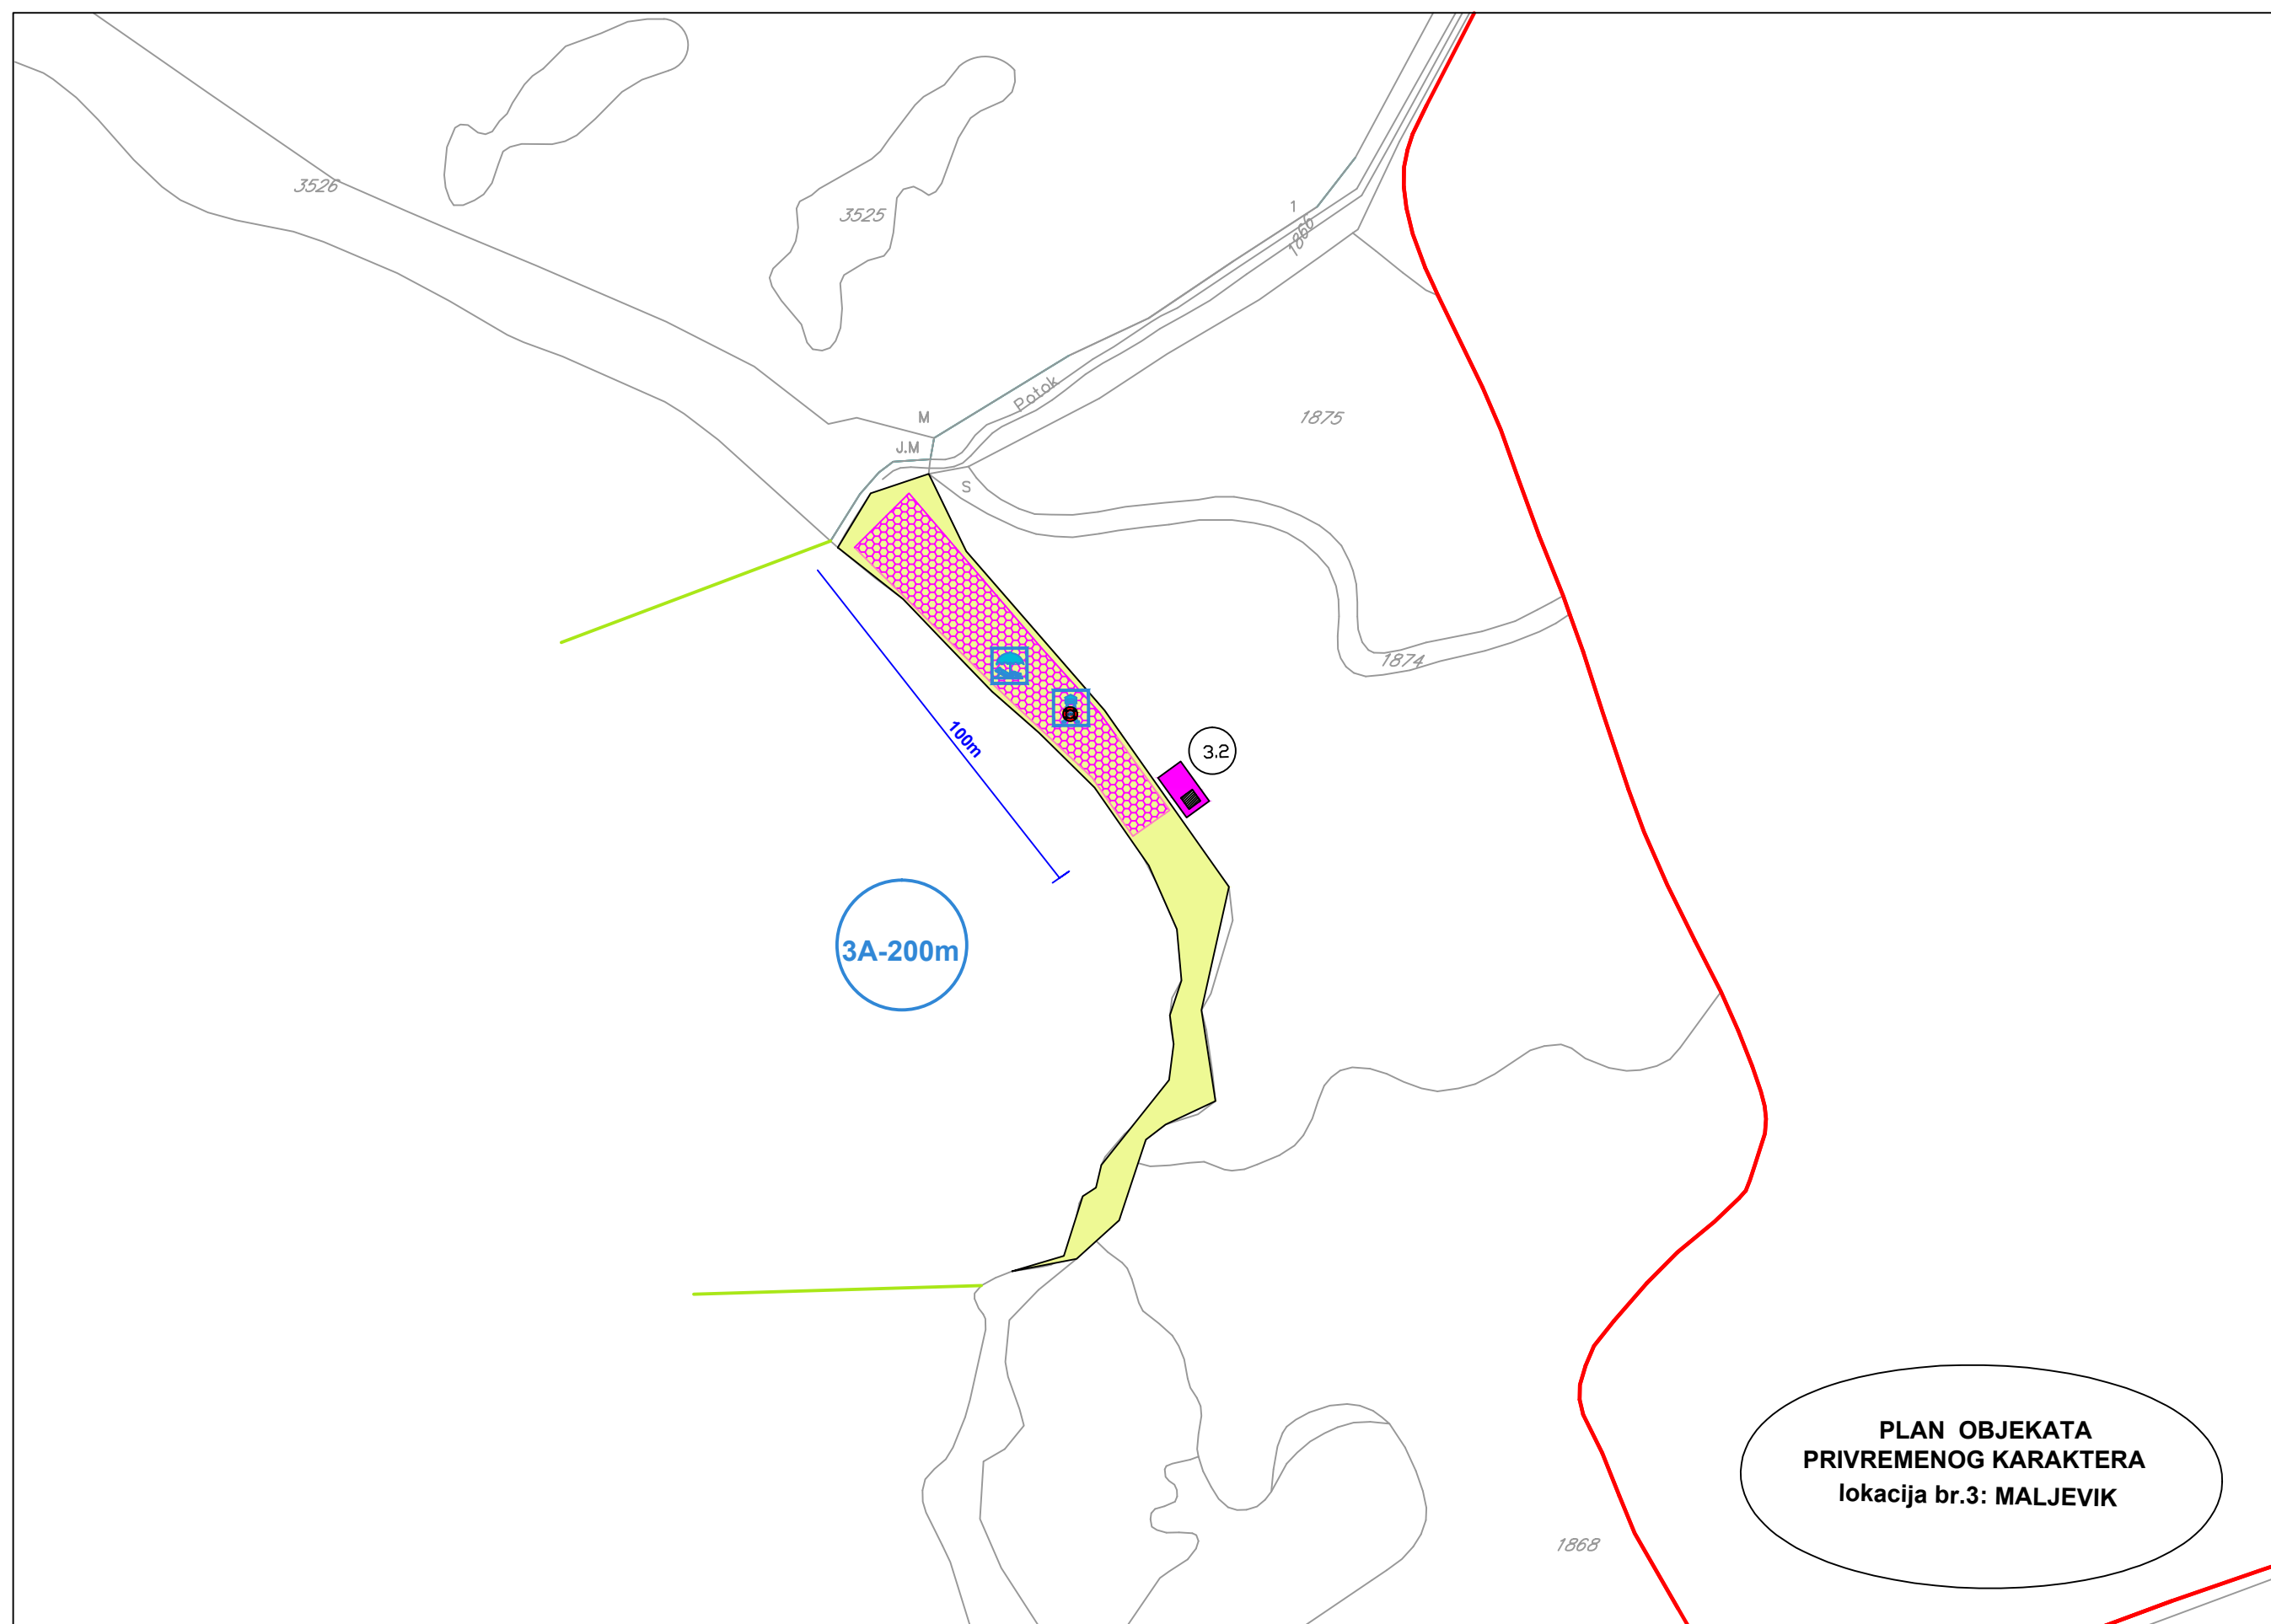 3526
3525
1
1866
Potok
M
J.M
S
1875
1874
100m
3.2
3A-200m
PLAN OBJEKATA
PRIVREMENOG KARAKTERA
lokacija br.3: MALJEVIK
1868